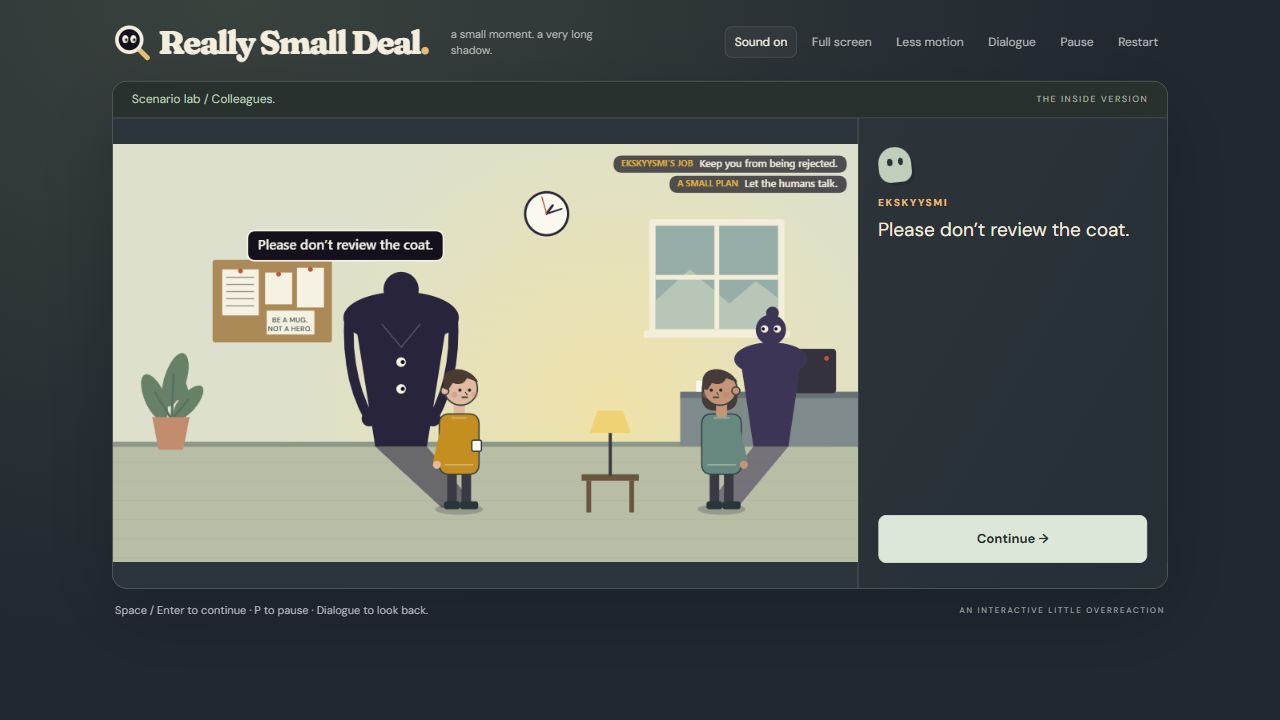 Really Small Deal.
a small moment. a very long
shadow.
Sound on
Full screen
Less motion
Dialogue
Pause
Restart
Scenario lab / Colleagues.
THE INSIDE VERSION
EKSKYYSMI'S JOB Keep you from being rejected.
A SMALL PLAN Let the humans talk.
Please don’t review the coat.
BE A MUG.
NOT A HERO.
EKSKYYSMI
Please don’t review the coat.
Continue →
Space / Enter to continue · P to pause · Dialogue to look back.
AN INTERACTIVE LITTLE OVERREACTION